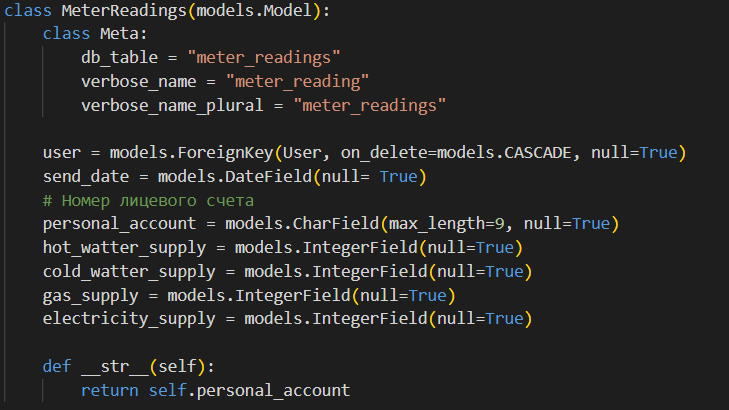 class MeterReadings(models.Model):
    class Meta:
        db_table = "meter_readings"
        verbose_name = "meter_reading"
        verbose_name_plural = "meter_readings"

    user = models.ForeignKey(User, on_delete=models.CASCADE, null=True)
    send_date = models.DateField(null= True)
    # Номер лицевого счета
    personal_account = models.CharField(max_length=9, null=True)
    hot_watter_supply = models.IntegerField(null=True)
    cold_watter_supply = models.IntegerField(null=True)
    gas_supply = models.IntegerField(null=True)
    electricity_supply = models.IntegerField(null=True)

    def __str__(self):
        return self.personal_account